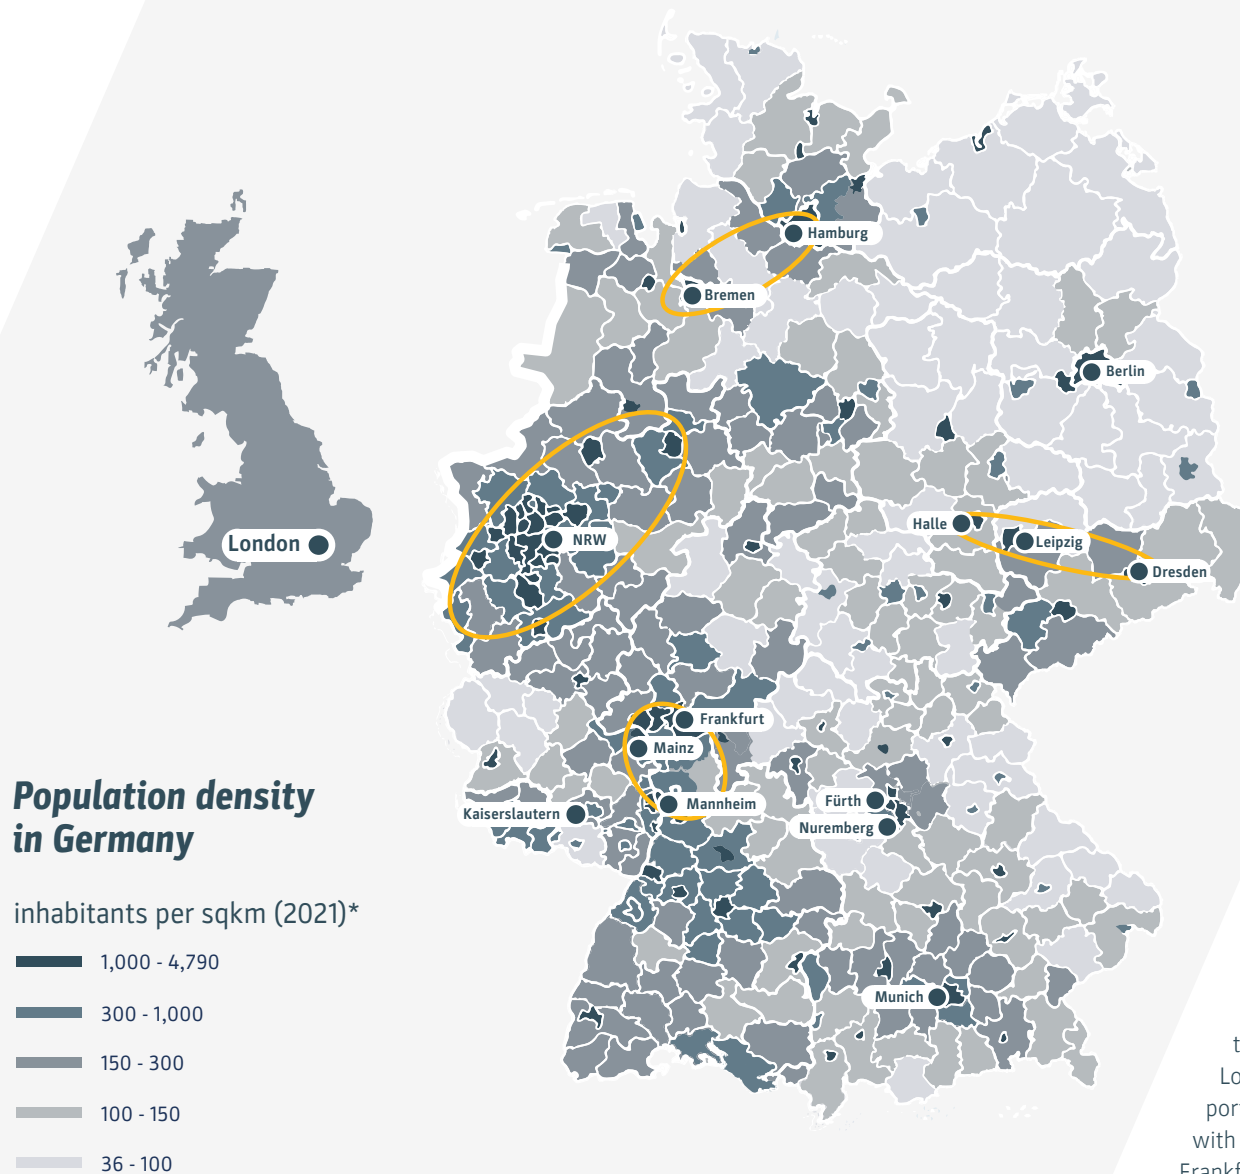 Hamburg
Bremen
Berlin
London
NRW
Halle
Leipzig
Dresden
Frankfurt
Mainz
Mannheim
Kaiserslautern
Fürth
Nuremberg
Munich
Population density
in Germany
inhabitants per sqkm (2021)*
1,000 - 4,790
300 - 1,000
150 - 300
100 - 150
36 - 100
with